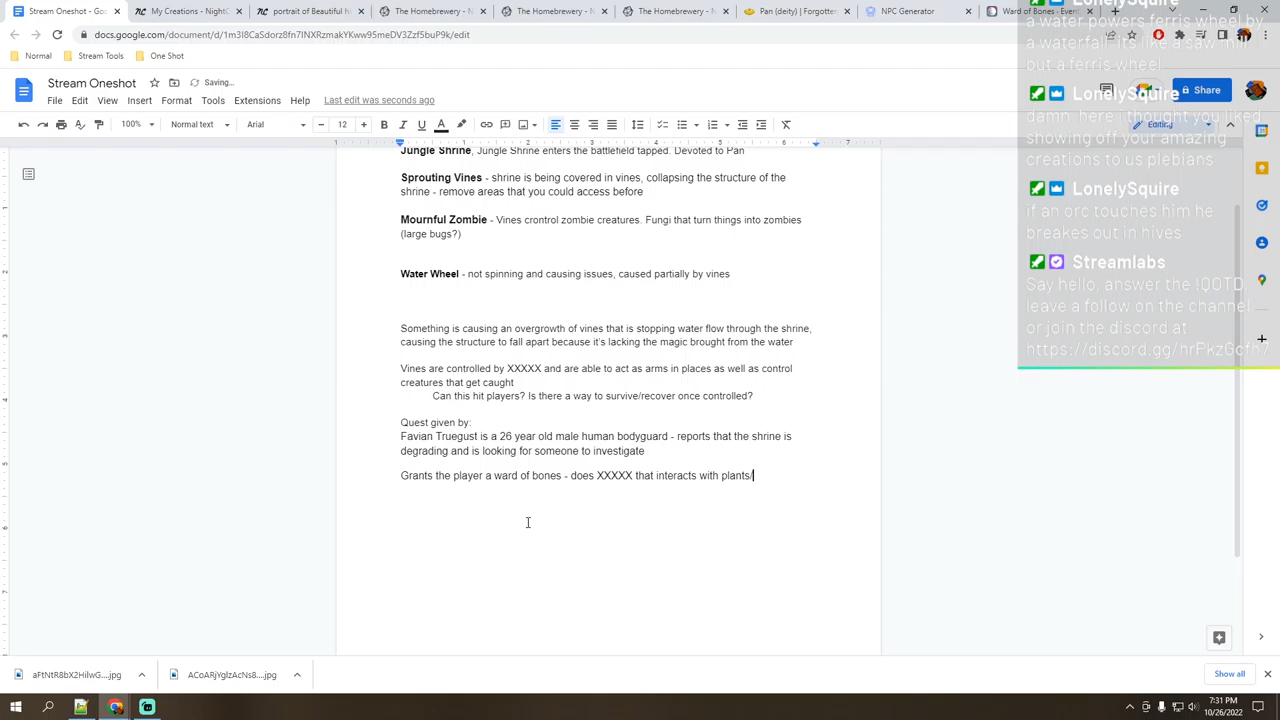 Stream Oneshot - Goo
My Creations - NightC
portrait of Beautiful h
The Homebrewery - N
The Homebrewery - N
The Homebrewery - N
Pan (deity) | Forgotten
NPC Generator
Ward of Bones - Event
docs.google.com/document/d/1m3I8CaSdorz8fn7INXRzmakYKww95meDV3Zzf5buP9k/edit
Normal
Stream Tools
One Shot
Stream Oneshot
Saving...
File Edit View Insert Format Tools Extensions Help Last edit was seconds ago
Share
100% Normal text Arial 12 Editing
Jungle Shrine, Jungle Shrine enters the battlefield tapped. Devoted to Pan
Sprouting Vines - shrine is being covered in vines, collapsing the structure of the
shrine - remove areas that you could access before
Mournful Zombie - Vines crontrol zombie creatures. Fungi that turn things into zombies
(large bugs?)
Water Wheel - not spinning and causing issues, caused partially by vines
Something is causing an overgrowth of vines that is stopping water flow through the shrine,
causing the structure to fall apart because it's lacking the magic brought from the water
Vines are controlled by XXXXX and are able to act as arms in places as well as control
creatures that get caught
Can this hit players? Is there a way to survive/recover once controlled?
Quest given by:
Favian Truegust is a 26 year old male human bodyguard - reports that the shrine is
degrading and is looking for someone to investigate
Grants the player a ward of bones - does XXXXX that interacts with plants/
LonelySquire
a water powers ferris wheel by
a waterfall. its like a saw mill
but a ferris wheel
LonelySquire
damn. here i thought you liked
showing off your amazing
creations to us plebians
LonelySquire
if an orc touches him he
breakes out in hives
Streamlabs
Say hello, answer the !QOTD,
leave a follow on the channel
or join the discord at
https://discord.gg/nrPkzGcfh7
aFtNtR8bX2HilwG....jpg
ACoARjYglzAcNs8....jpg
Show all
7:31 PM
10/26/2022